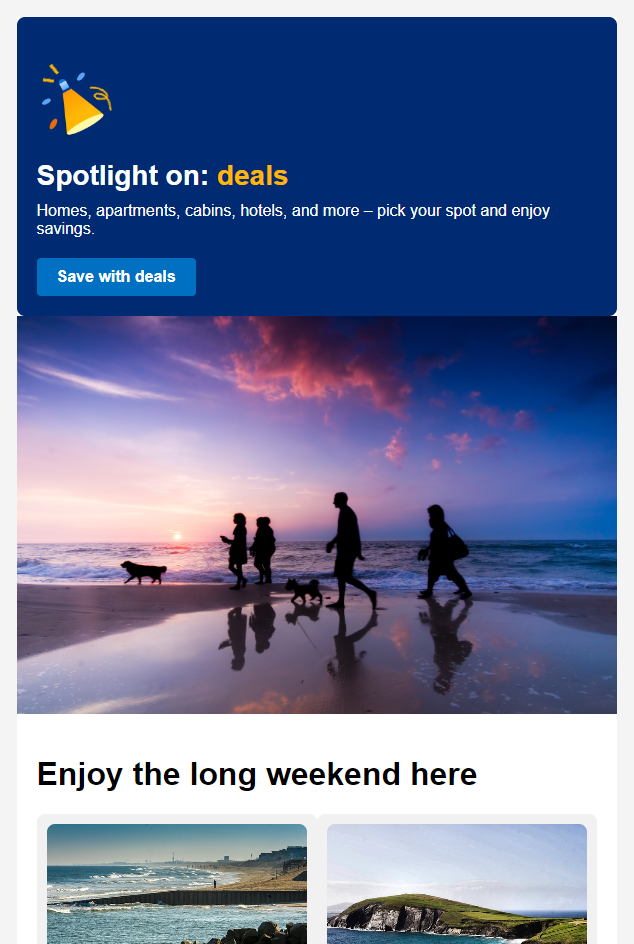 Spotlight on: deals
Homes, apartments, cabins, hotels, and more – pick your spot and enjoy
savings.
Save with deals
Enjoy the long weekend here